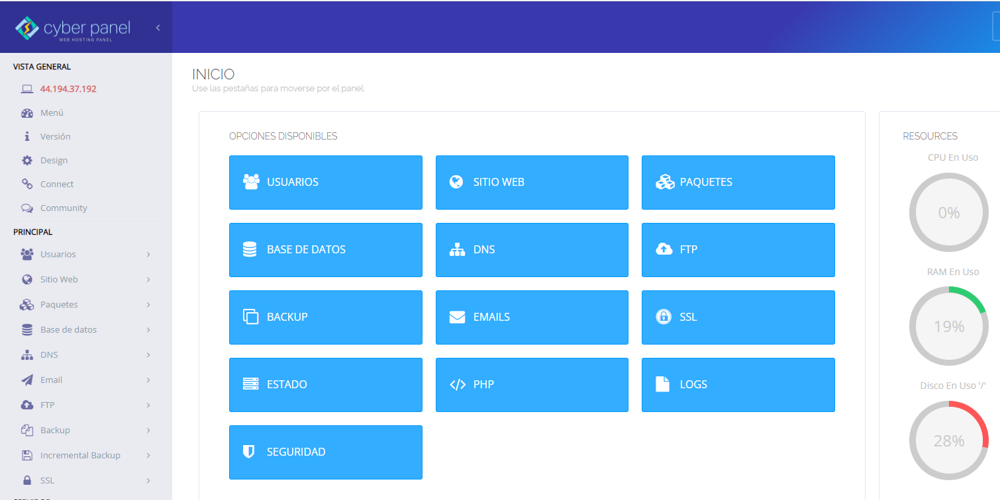 cyber panel
WEB HOSTING PANEL
VISTA GENERAL
44.194.37.192
Menú
Versión
Design
Connect
Community
PRINCIPAL
Usuarios
Sitio Web
Paquetes
Base de datos
DNS
Email
FTP
Backup
Incremental Backup
SSL
INICIO
Use las pestañas para moverse por el panel.
OPCIONES DISPONIBLES
USUARIOS
SITIO WEB
PAQUETES
BASE DE DATOS
DNS
FTP
BACKUP
EMAILS
SSL
ESTADO
PHP
LOGS
SEGURIDAD
RESOURCES
CPU En Uso
0%
RAM En Uso
19%
Disco En Uso '/'
28%